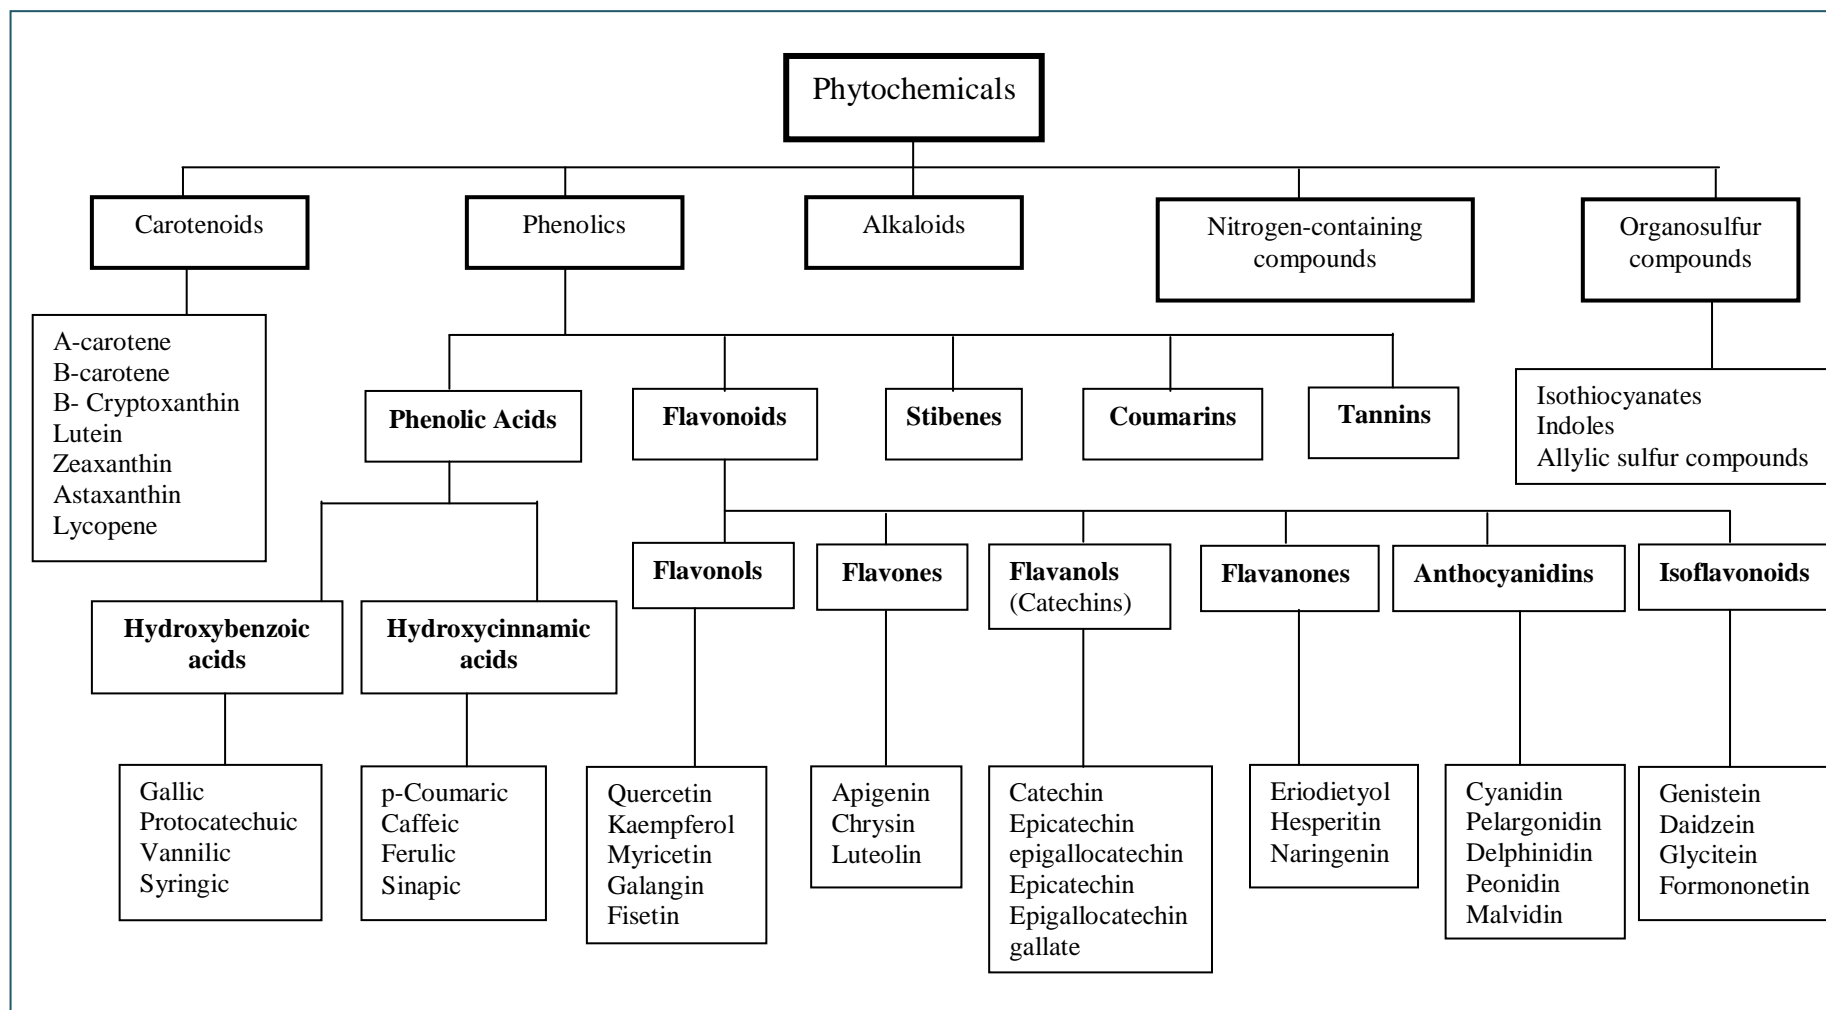 Phytochemicals
Carotenoids
Phenolics
Alkaloids
Nitrogen-containing
compounds
Organosulfur
compounds
A-carotene
B-carotene
B- Cryptoxanthin
Lutein
Zeaxanthin
Astaxanthin
Lycopene
Phenolic Acids
Flavonoids
Stibenes
Coumarins
Tannins
Isothiocyanates
Indoles
Allylic sulfur compounds
Hydroxybenzoic
acids
Hydroxycinnamic
acids
Flavonols
Flavones
Flavanols
(Catechins)
Flavanones
Anthocyanidins
Isoflavonoids
Gallic
Protocatechuic
Vannilic
Syringic
p-Coumaric
Caffeic
Ferulic
Sinapic
Quercetin
Kaempferol
Myricetin
Galangin
Fisetin
Apigenin
Chrysin
Luteolin
Catechin
Epicatechin
epigallocatechin
Epicatechin
Epigallocatechin
gallate
Eriodietyol
Hesperitin
Naringenin
Cyanidin
Pelargonidin
Delphinidin
Peonidin
Malvidin
Genistein
Daidzein
Glycitein
Formononetin